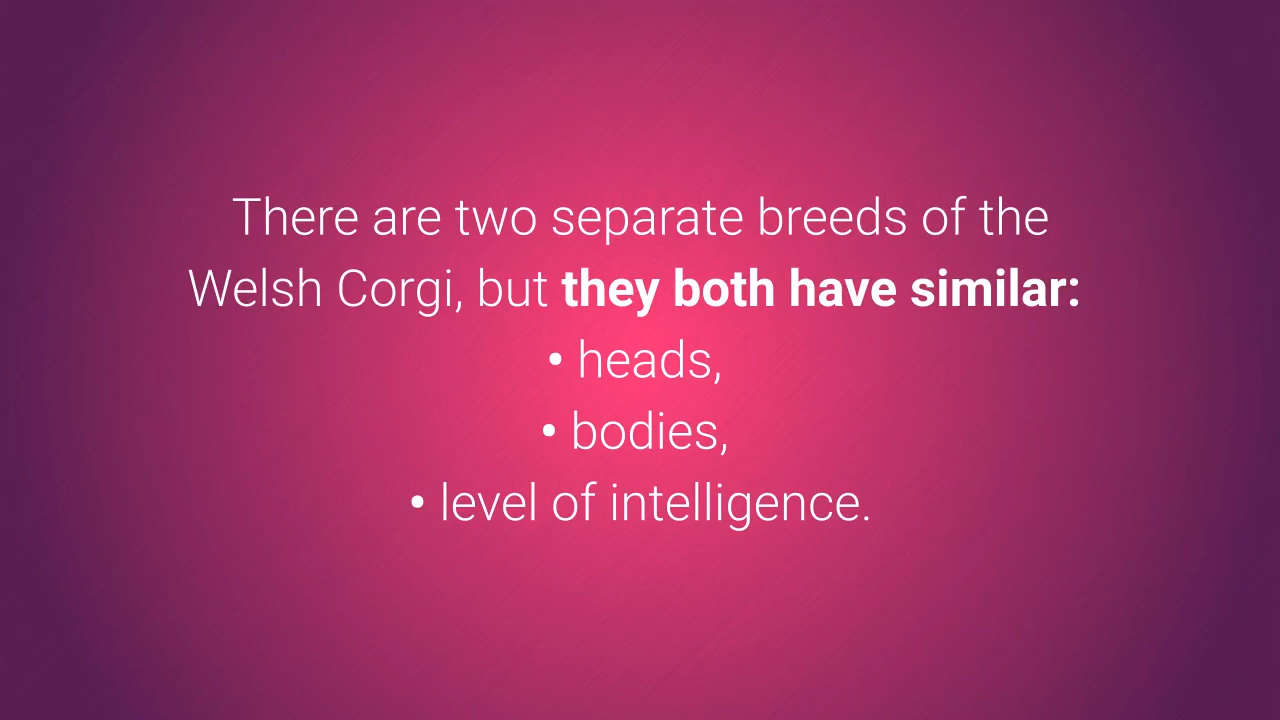 There are two separate breeds of the
Welsh Corgi, but they both have similar:
• heads,
• bodies,
• level of intelligence.